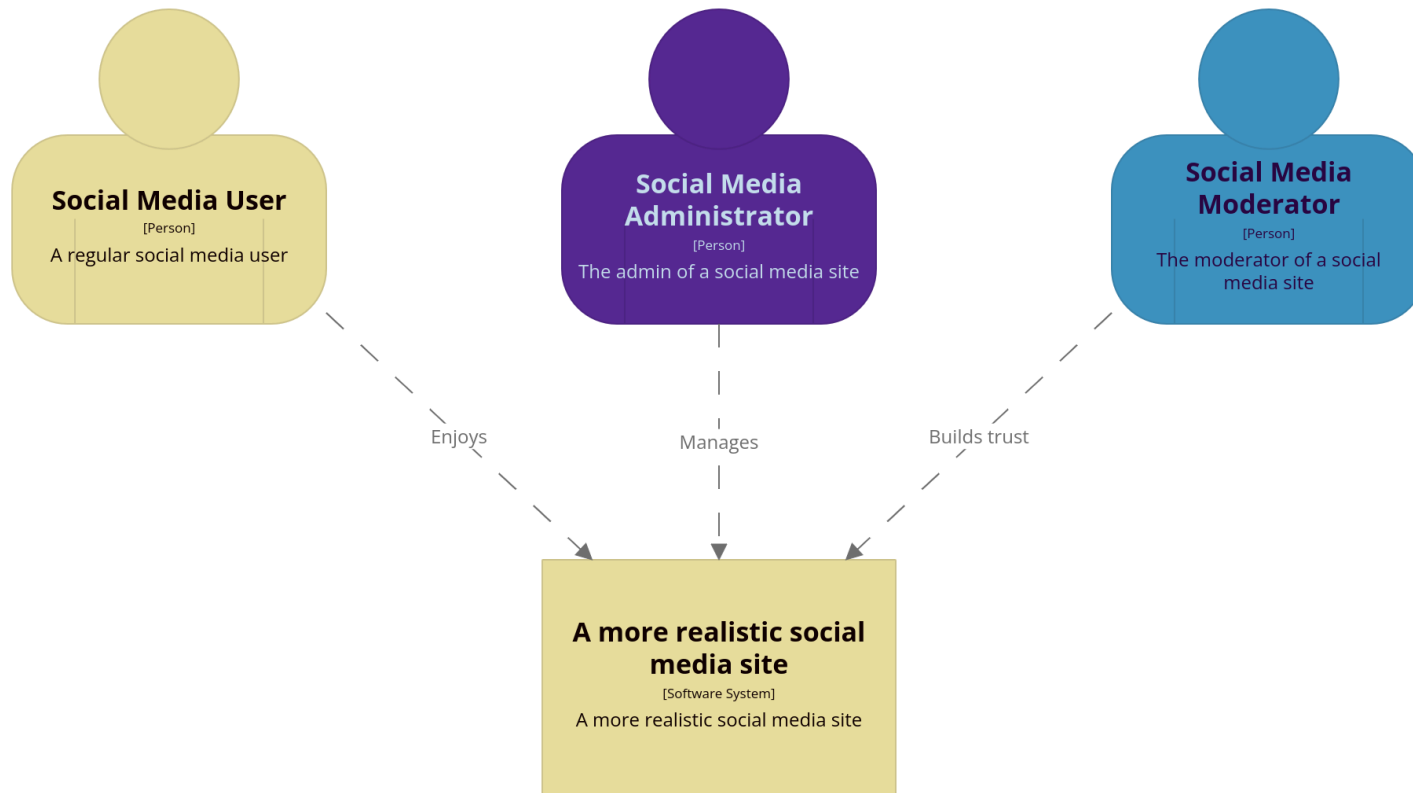 Social Media User
[Person]
A regular social media user
Social Media
Administrator
[Person]
The admin of a social media site
Social Media
Moderator
[Person]
The moderator of a social
media site
Enjoys
Manages
Builds trust
A more realistic social
media site
[Software System]
A more realistic social media site